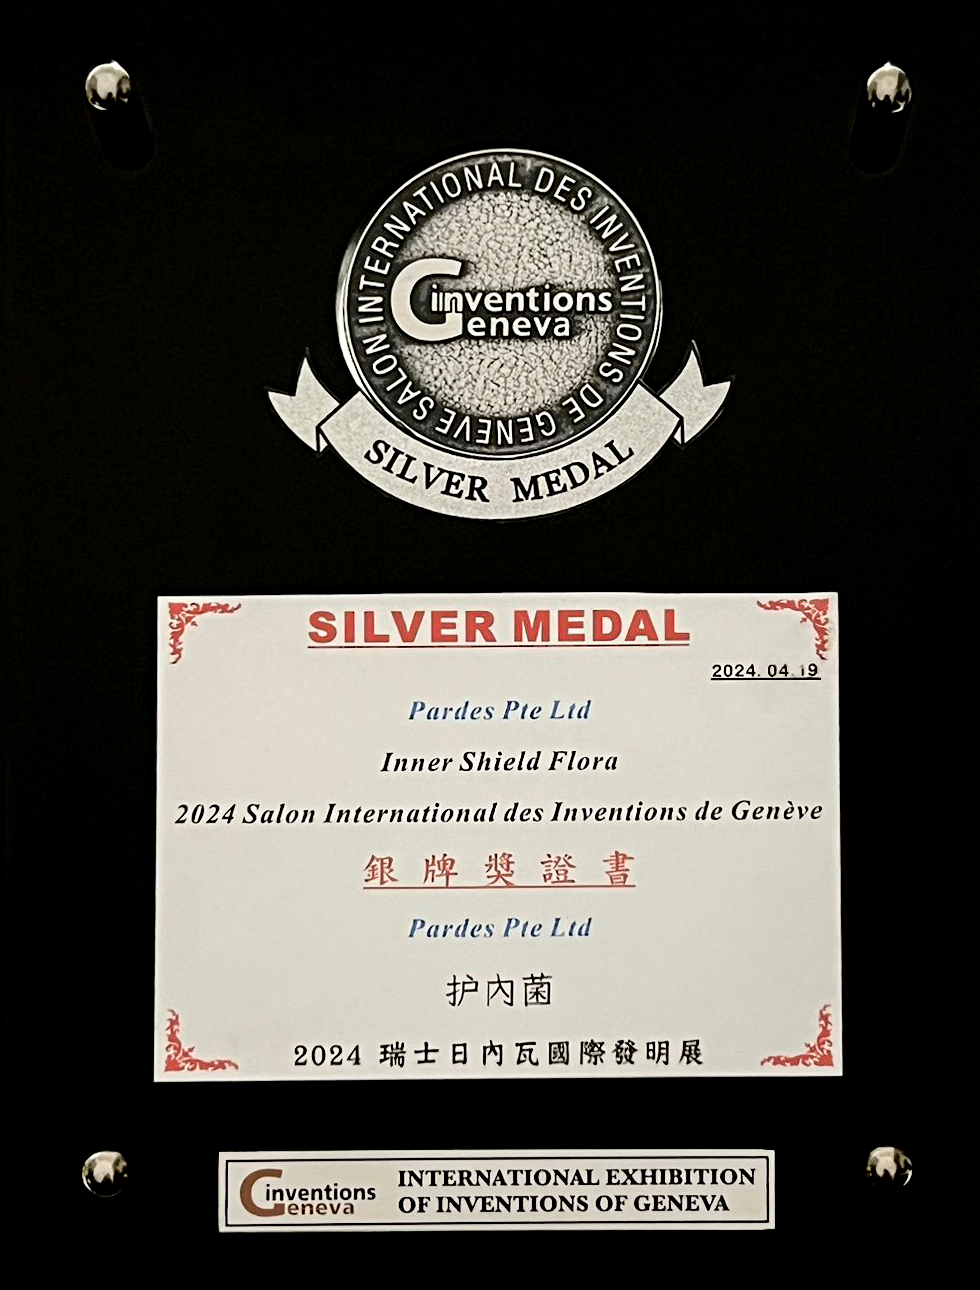 SALON INTERNATIONAL DES INVENTIONS DE GENEVE
inventions
Geneva
SILVER MEDAL
SILVER MEDAL
2024.04.19
Pardes Pte Ltd
Inner Shield Flora
2024 Salon International des Inventions de Genève
銀牌獎證書
Pardes Pte Ltd
护內菌
2024 瑞士日內瓦國際發明展
inventions
Geneva
INTERNATIONAL EXHIBITION
OF INVENTIONS OF GENEVA